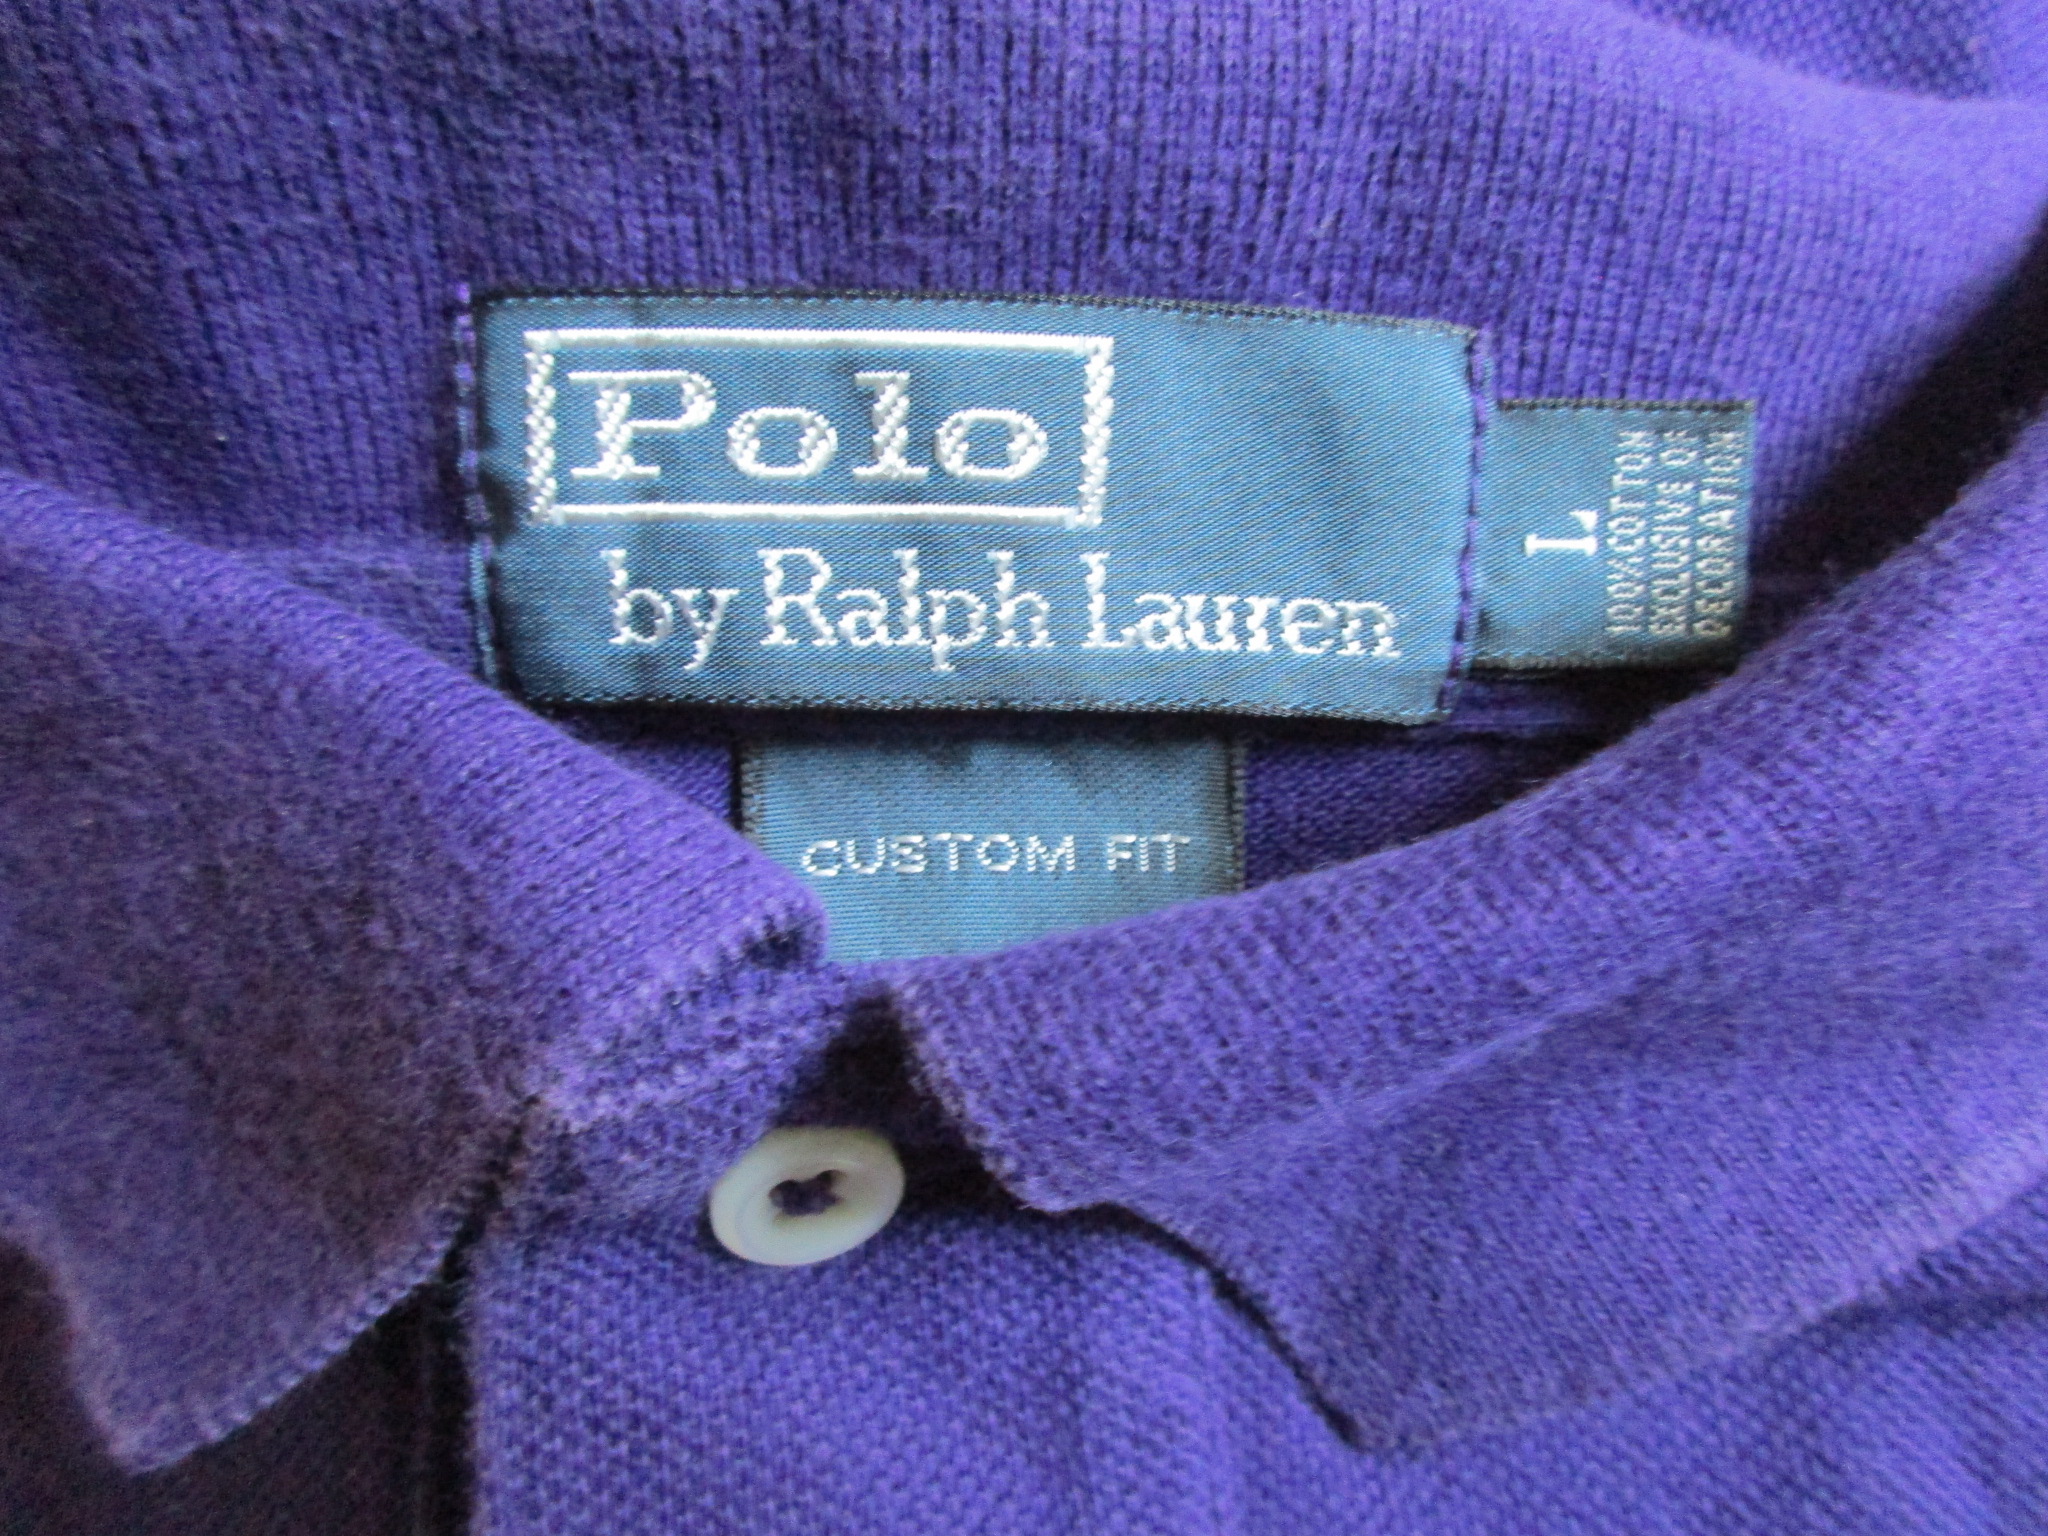 Polo
by Ralph Lauren
L
100% COTTON
EXCLUSIVE OF
DECORATION
CUSTOM FIT